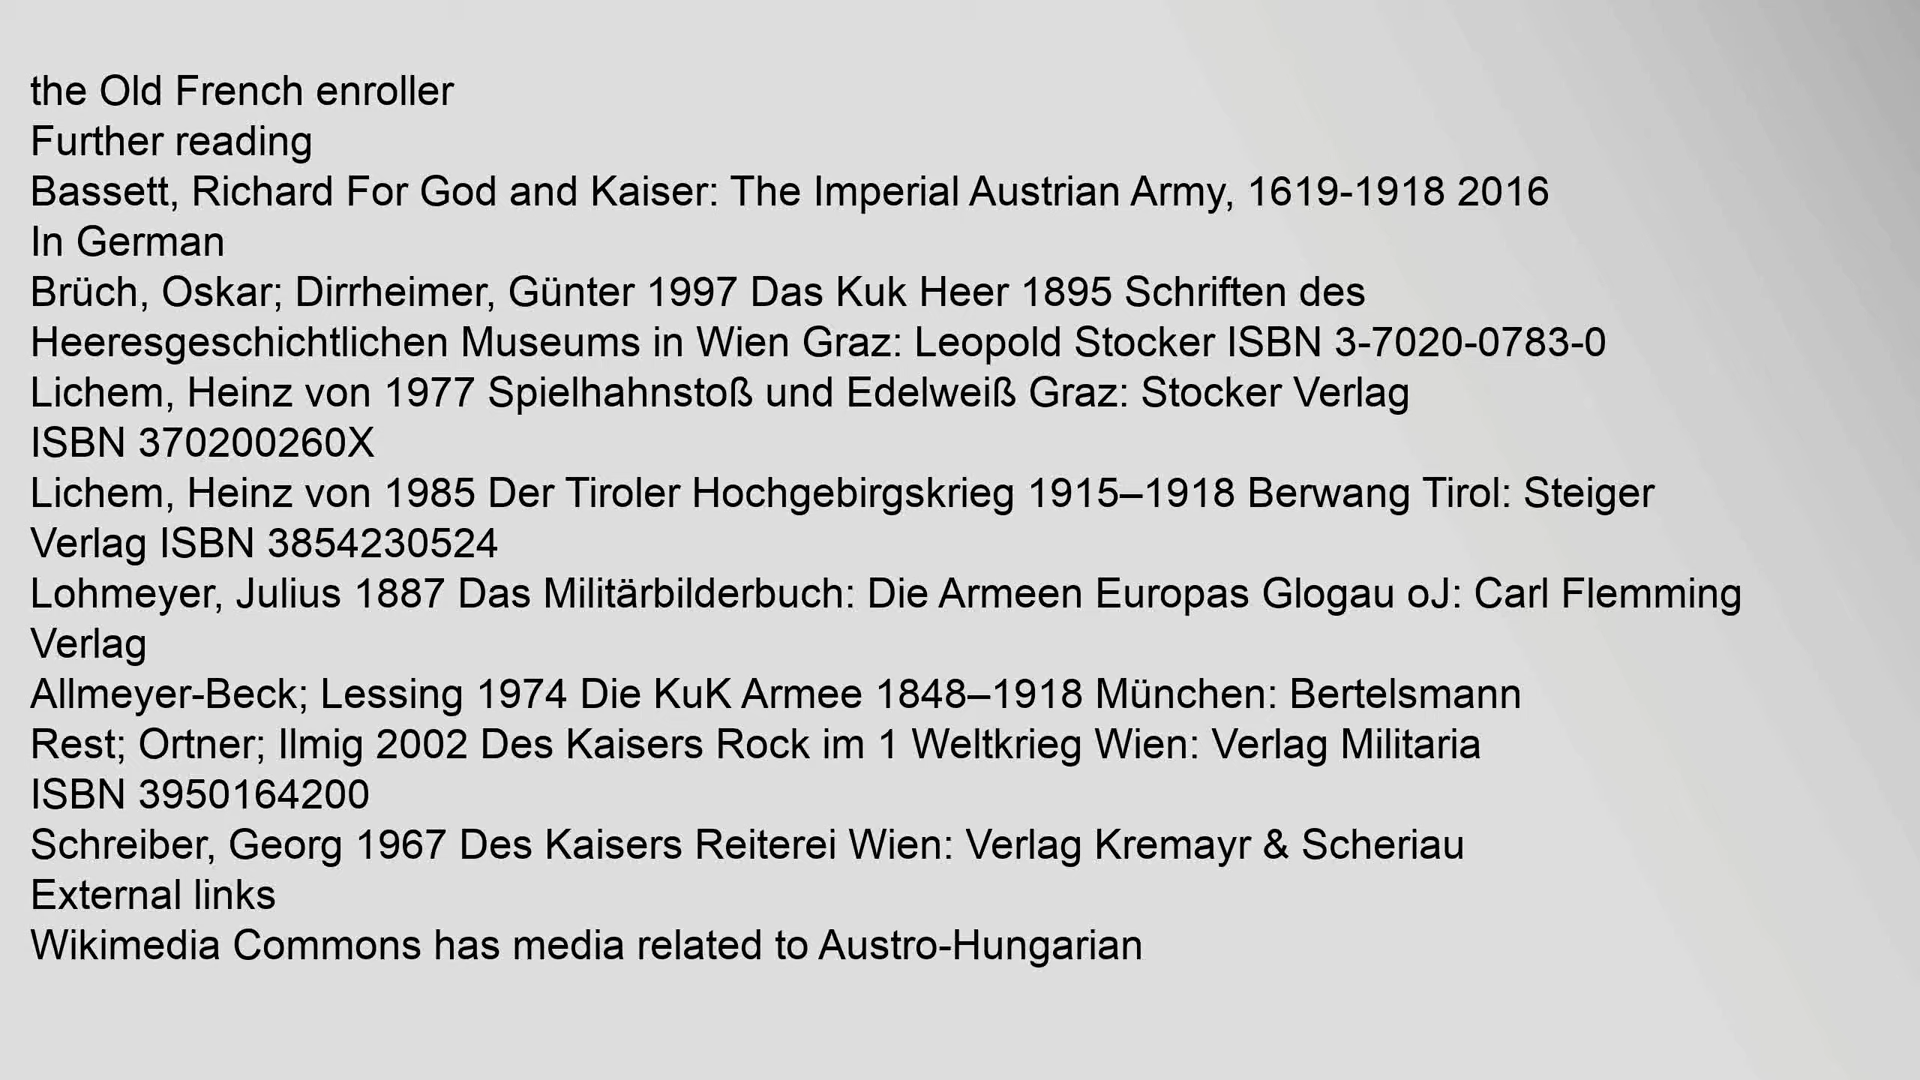 the Old French enroller
Further reading
Bassett, Richard For God and Kaiser: The Imperial Austrian Army, 1619-1918 2016
In German
Brüch, Oskar; Dirrheimer, Günter 1997 Das Kuk Heer 1895 Schriften des
Heeresgeschichtlichen Museums in Wien Graz: Leopold Stocker ISBN 3-7020-0783-0
Lichem, Heinz von 1977 Spielhahnstoß und Edelweiß Graz: Stocker Verlag
ISBN 370200260X
Lichem, Heinz von 1985 Der Tiroler Hochgebirgskrieg 1915–1918 Berwang Tirol: Steiger
Verlag ISBN 3854230524
Lohmeyer, Julius 1887 Das Militärbilderbuch: Die Armeen Europas Glogau oJ: Carl Flemming
Verlag
Allmeyer-Beck; Lessing 1974 Die KuK Armee 1848–1918 München: Bertelsmann
Rest; Ortner; Ilmig 2002 Des Kaisers Rock im 1 Weltkrieg Wien: Verlag Militaria
ISBN 3950164200
Schreiber, Georg 1967 Des Kaisers Reiterei Wien: Verlag Kremayr & Scheriau
External links
Wikimedia Commons has media related to Austro-Hungarian